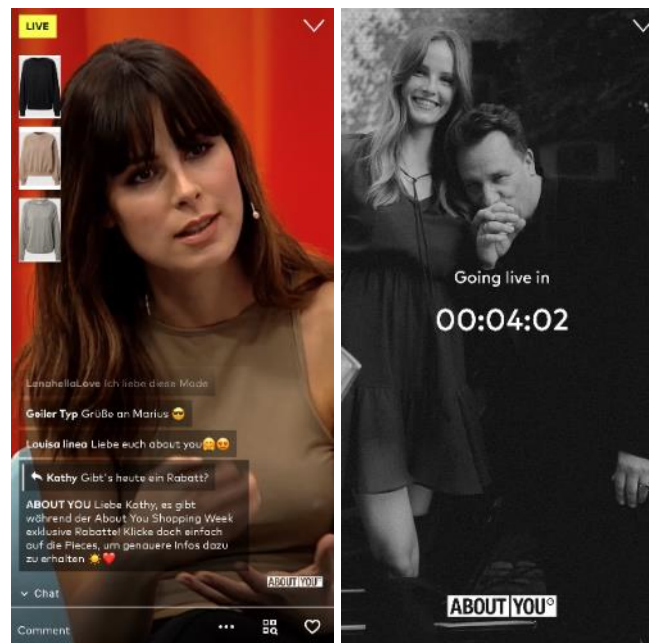 LIVE
LenahellaLove Ich liebe diese Mode
Geiler Typ Grüße an Marius 😎
Louisa linea Liebe euch about you🤗😍
Kathy Gibt's heute ein Rabatt?
ABOUT YOU Liebe Kathy, es gibt
während der About You Shopping Week
exklusive Rabatte! Klicke doch einfach
auf die Pieces, um genauere Infos dazu
zu erhalten ☀️❤️
ABOUT YOU°
Chat
Comment
Going live in
00:04:02
ABOUT YOU°